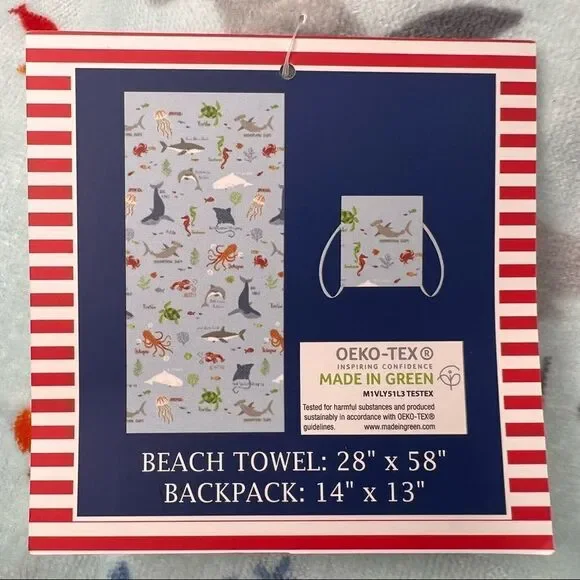 OEKO-TEX®
INSPIRING CONFIDENCE
MADE IN GREEN
M1VLY51L3 TESTEX
Tested for harmful substances and produced
sustainably in accordance with OEKO-TEX®
guidelines. www.madeingreen.com
BEACH TOWEL: 28" x 58"
BACKPACK: 14" x 13"